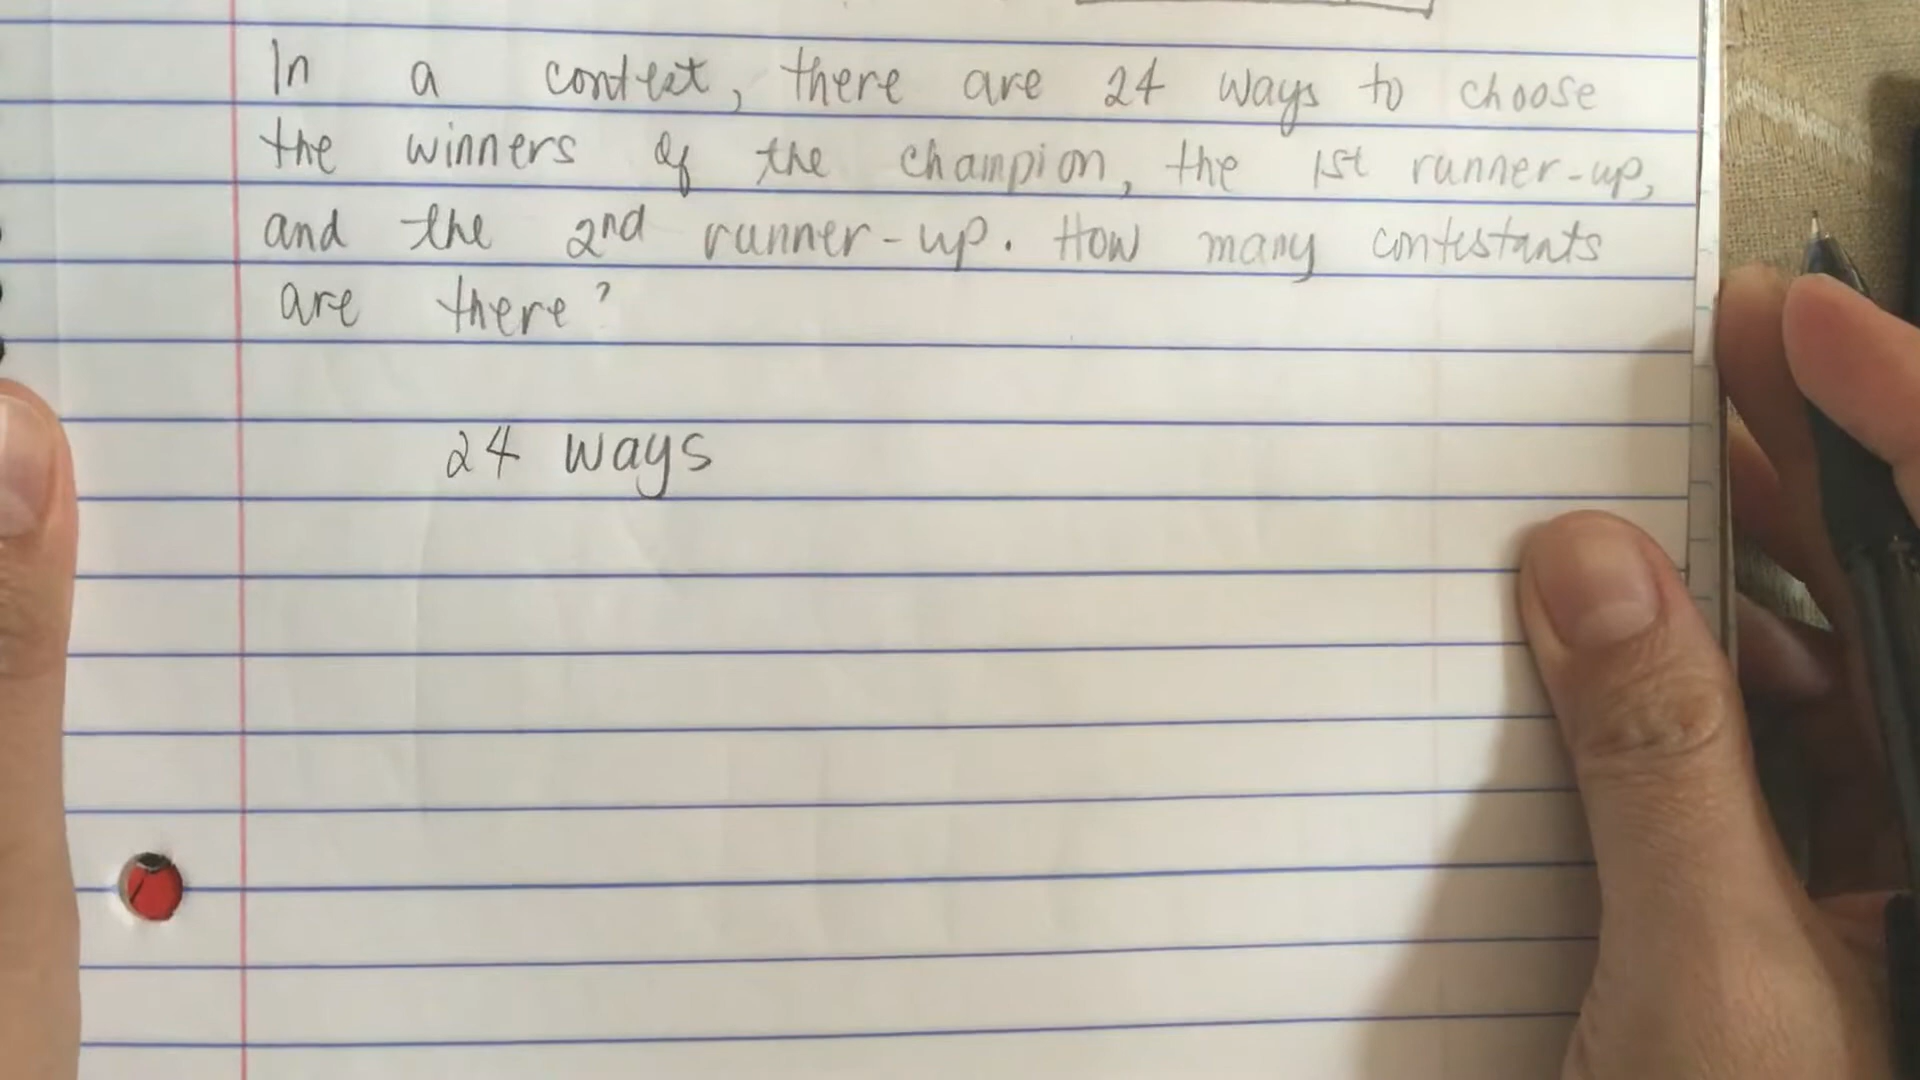 In a contest, there are 24 ways to choose
the winners of the champion, the 1st runner-up,
and the 2nd runner-up. How many contestants
are there?
24 ways